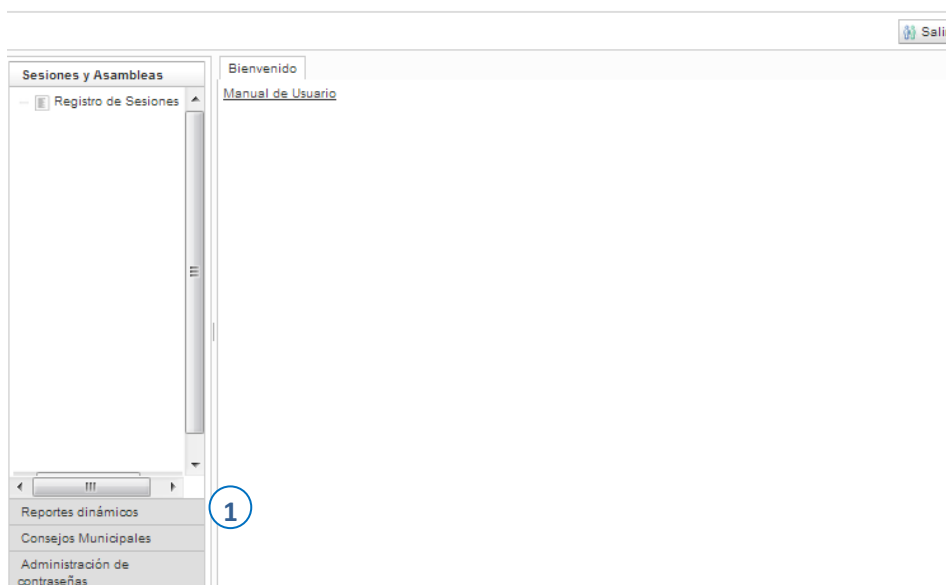 Sali
Sesiones y Asambleas
Bienvenido
Registro de Sesiones
Manual de Usuario
Reportes dinámicos
1
Consejos Municipales
Administración de
contraseñas